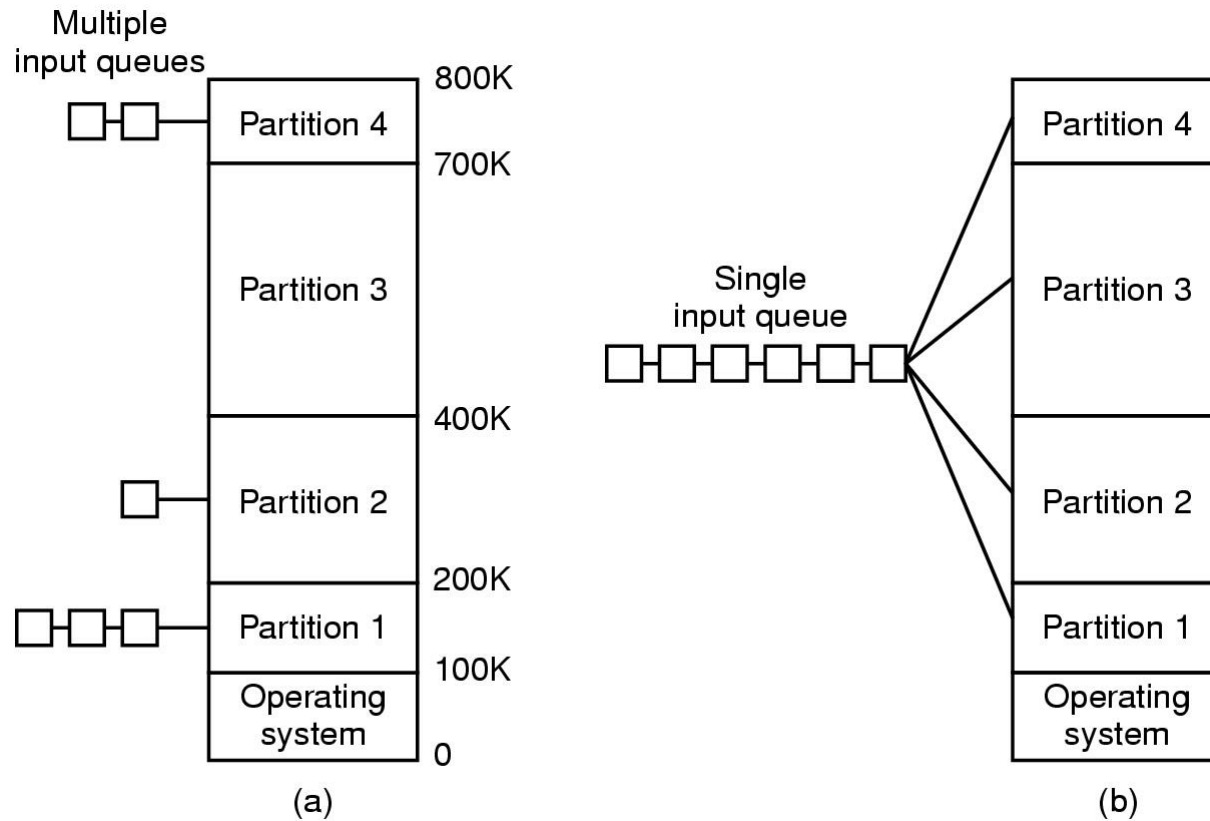 Multiple
input queues
800K
Partition 4
700K
Partition 3
400K
Partition 2
200K
Partition 1
100K
Operating
system
0
(a)
Single
input queue
Partition 4
Partition 3
Partition 2
Partition 1
Operating
system
(b)